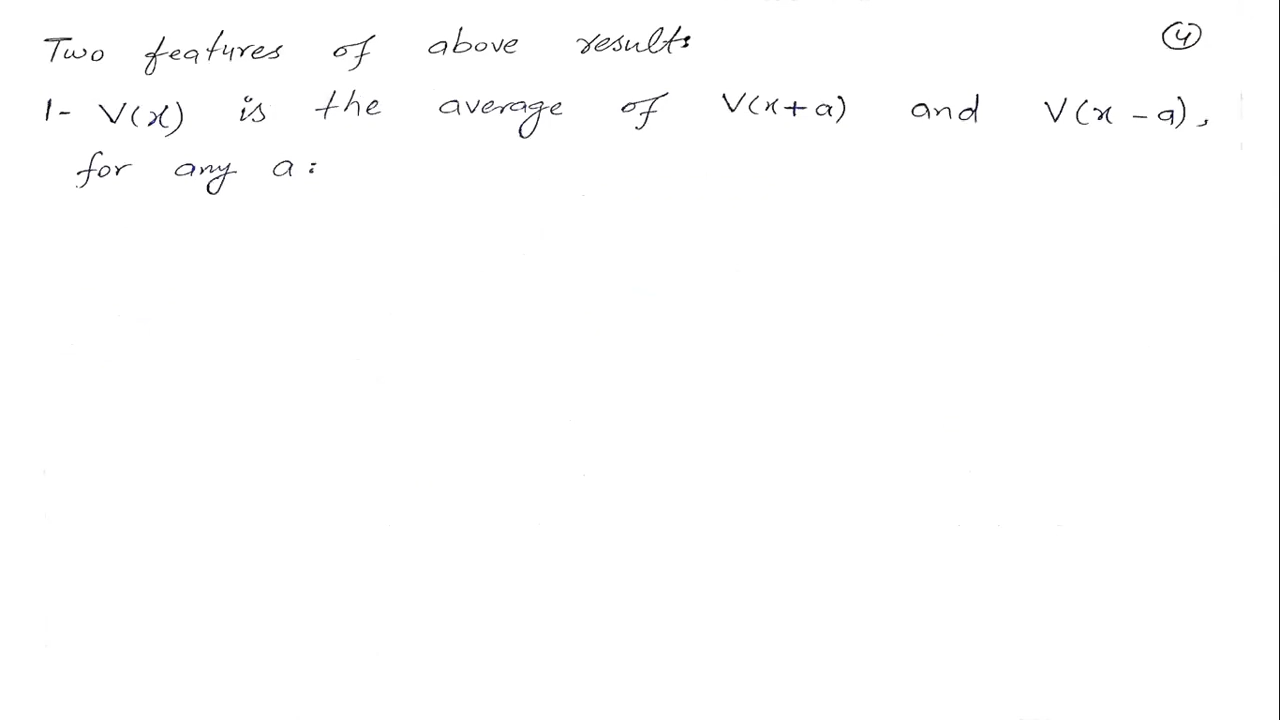 Two features of above results
4
1- V(x) is the average of V(x+a) and V(x-a),
for any a: